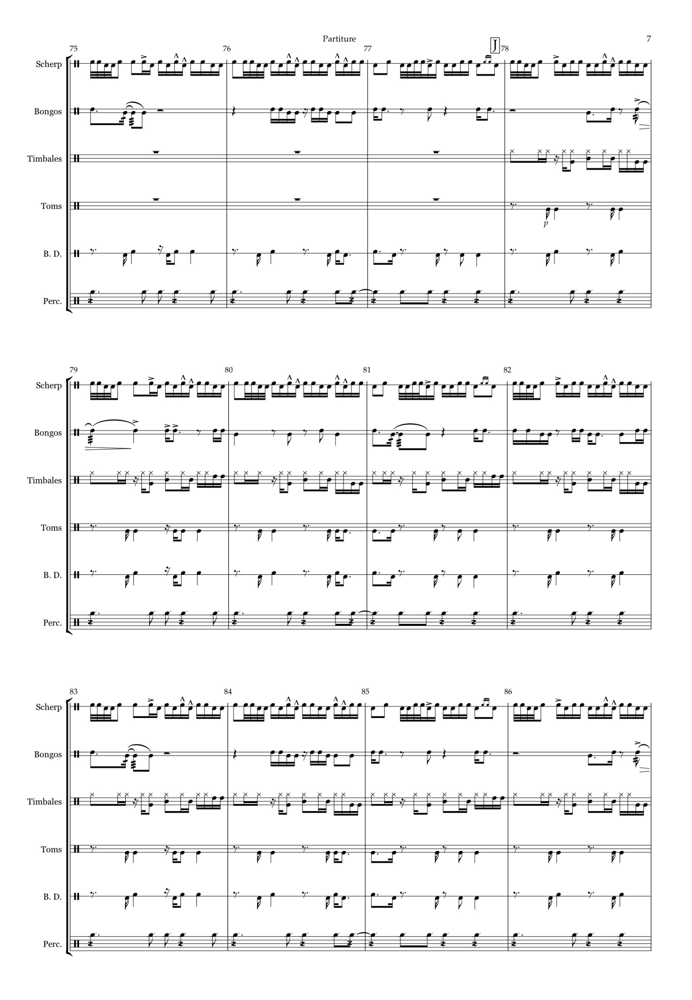 Partiture 7
J
75 76 77 78
Scherp
Bongos
Timbales
Toms
p
B. D.
Perc.
79 80 81 82
Scherp
Bongos
Timbales
Toms
B. D.
Perc.
83 84 85 86
Scherp
Bongos
Timbales
Toms
B. D.
Perc.